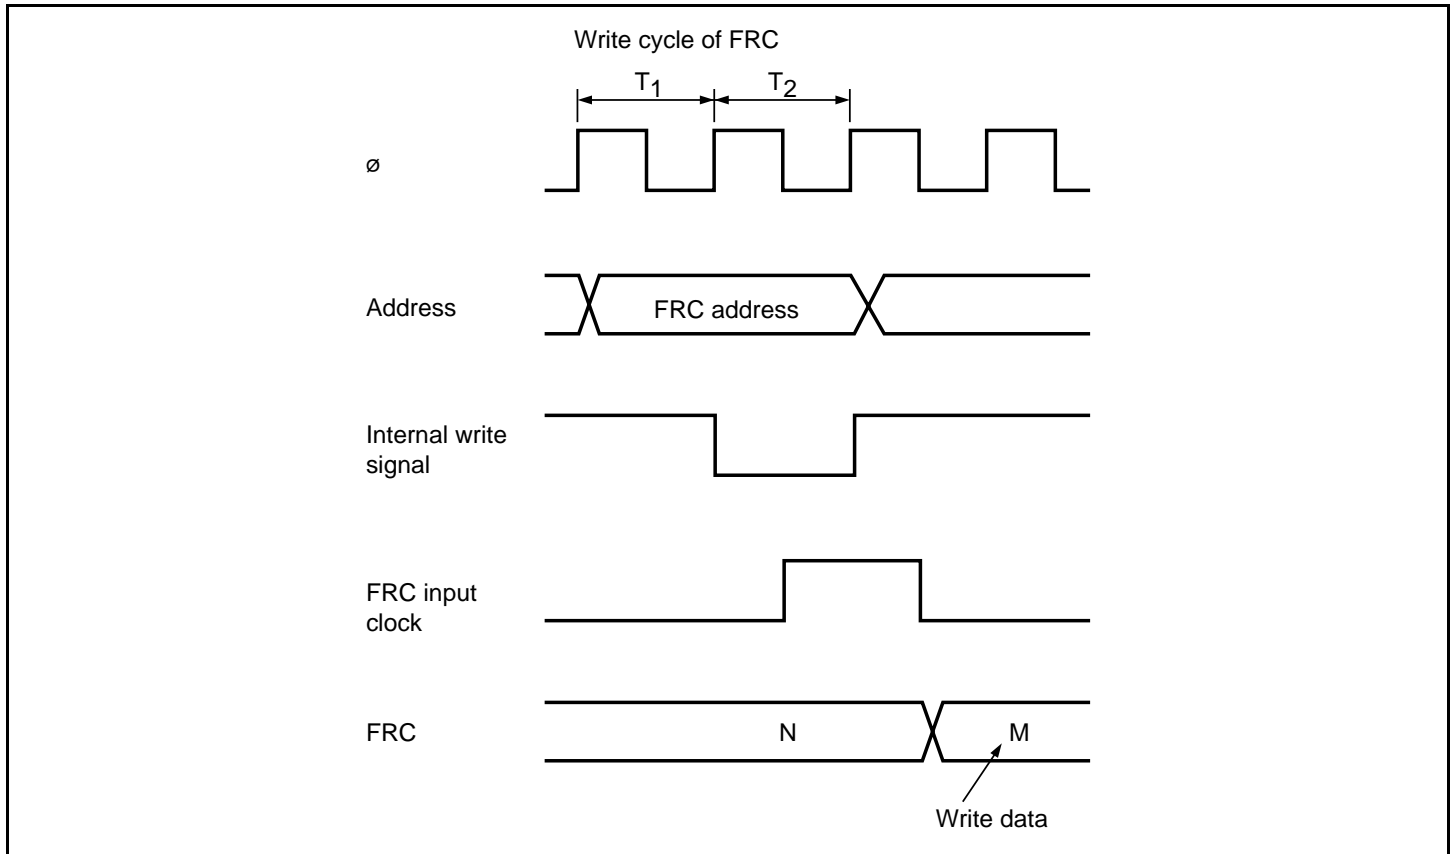 Write cycle of FRC
T1 T2
ø
Address
FRC address
Internal write
signal
FRC input
clock
FRC
N
M
Write data